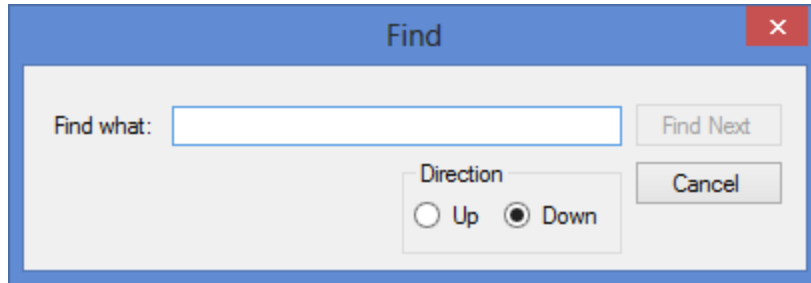 Find
Find what:
Find Next
Direction
Cancel
Up
Down